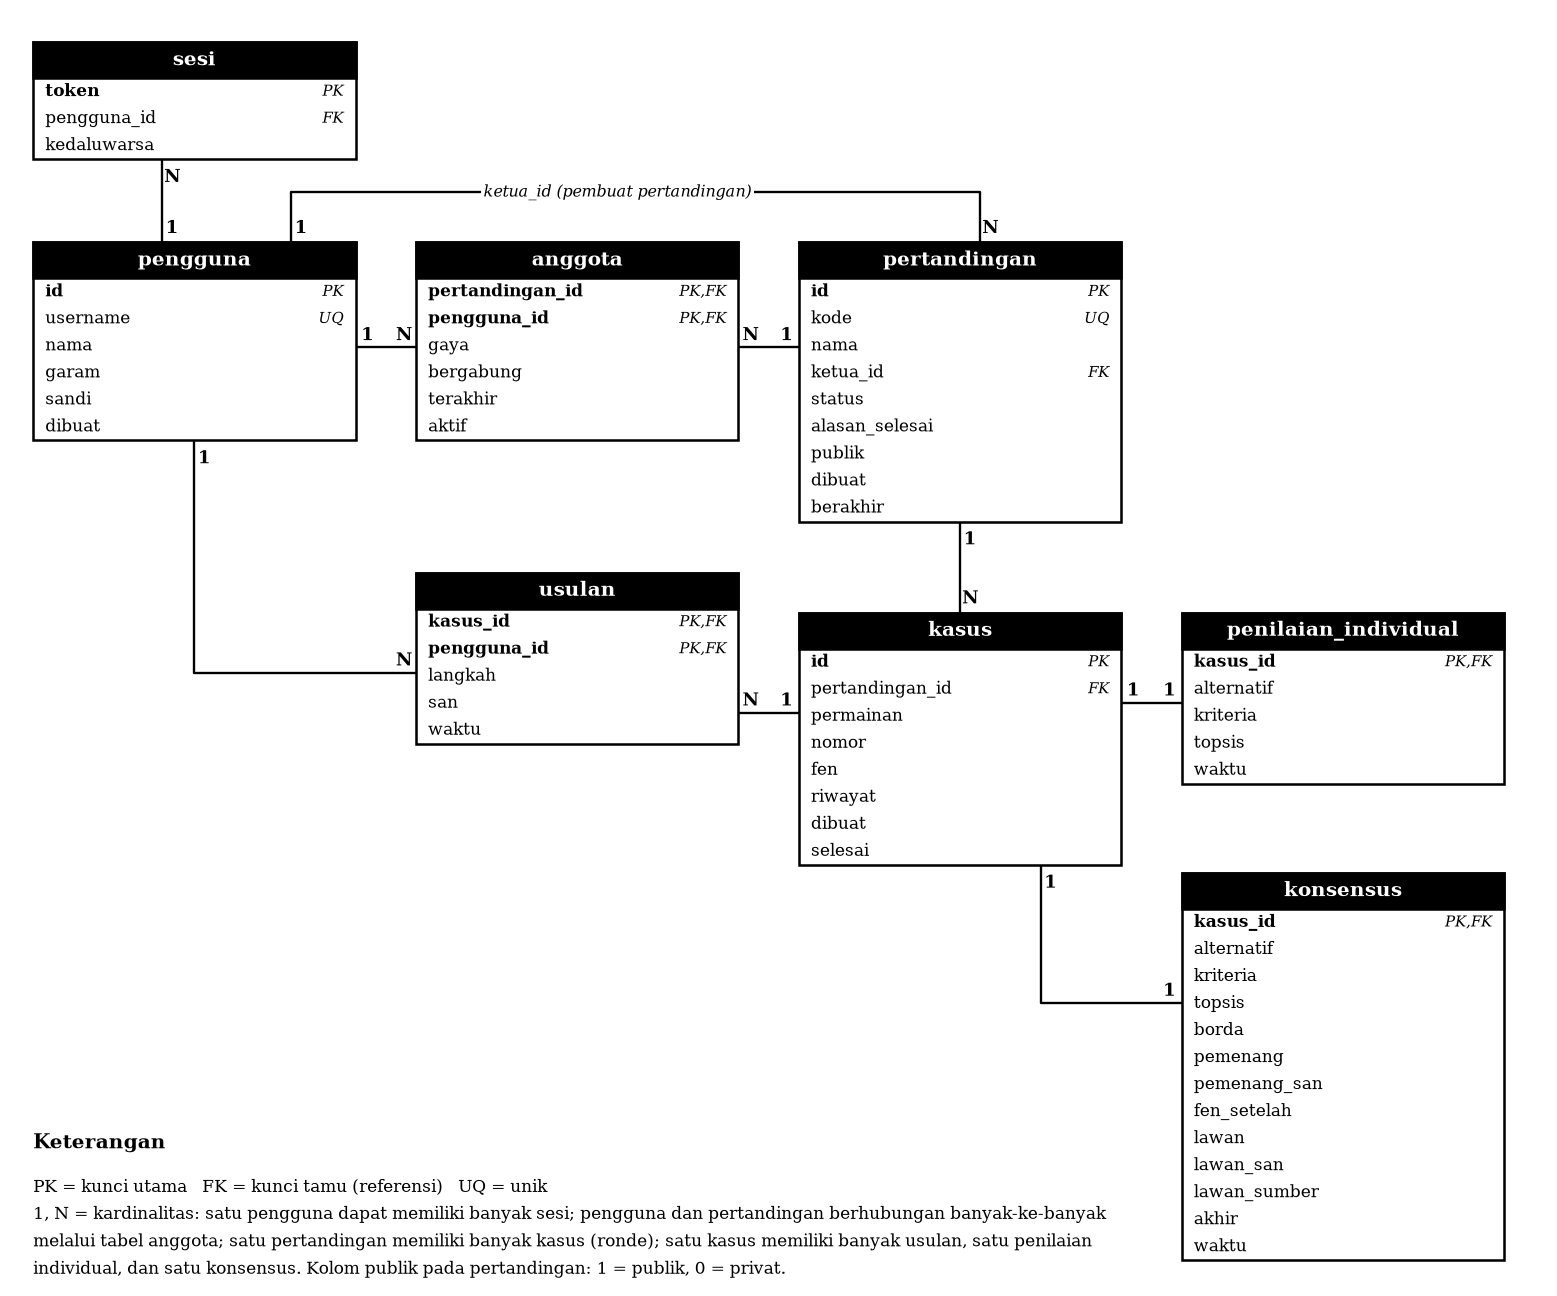 sesi
token PK
pengguna_id FK
kedaluwarsa
N
1
ketua_id (pembuat pertandingan)
1
N
pengguna
id PK
username UQ
nama
garam
sandi
dibuat
1 N
anggota
pertandingan_id PK,FK
pengguna_id PK,FK
gaya
bergabung
terakhir
aktif
N 1
pertandingan
id PK
kode UQ
nama
ketua_id FK
status
alasan_selesai
publik
dibuat
berakhir
1
N
1
N
usulan
kasus_id PK,FK
pengguna_id PK,FK
langkah
san
waktu
N 1
kasus
id PK
pertandingan_id FK
permainan
nomor
fen
riwayat
dibuat
selesai
1 1
penilaian_individual
kasus_id PK,FK
alternatif
kriteria
topsis
waktu
1
1
konsensus
kasus_id PK,FK
alternatif
kriteria
topsis
borda
pemenang
pemenang_san
fen_setelah
lawan
lawan_san
lawan_sumber
akhir
waktu
Keterangan
PK = kunci utama FK = kunci tamu (referensi) UQ = unik
1, N = kardinalitas: satu pengguna dapat memiliki banyak sesi; pengguna dan pertandingan berhubungan banyak-ke-banyak
melalui tabel anggota; satu pertandingan memiliki banyak kasus (ronde); satu kasus memiliki banyak usulan, satu penilaian
individual, dan satu konsensus. Kolom publik pada pertandingan: 1 = publik, 0 = privat.